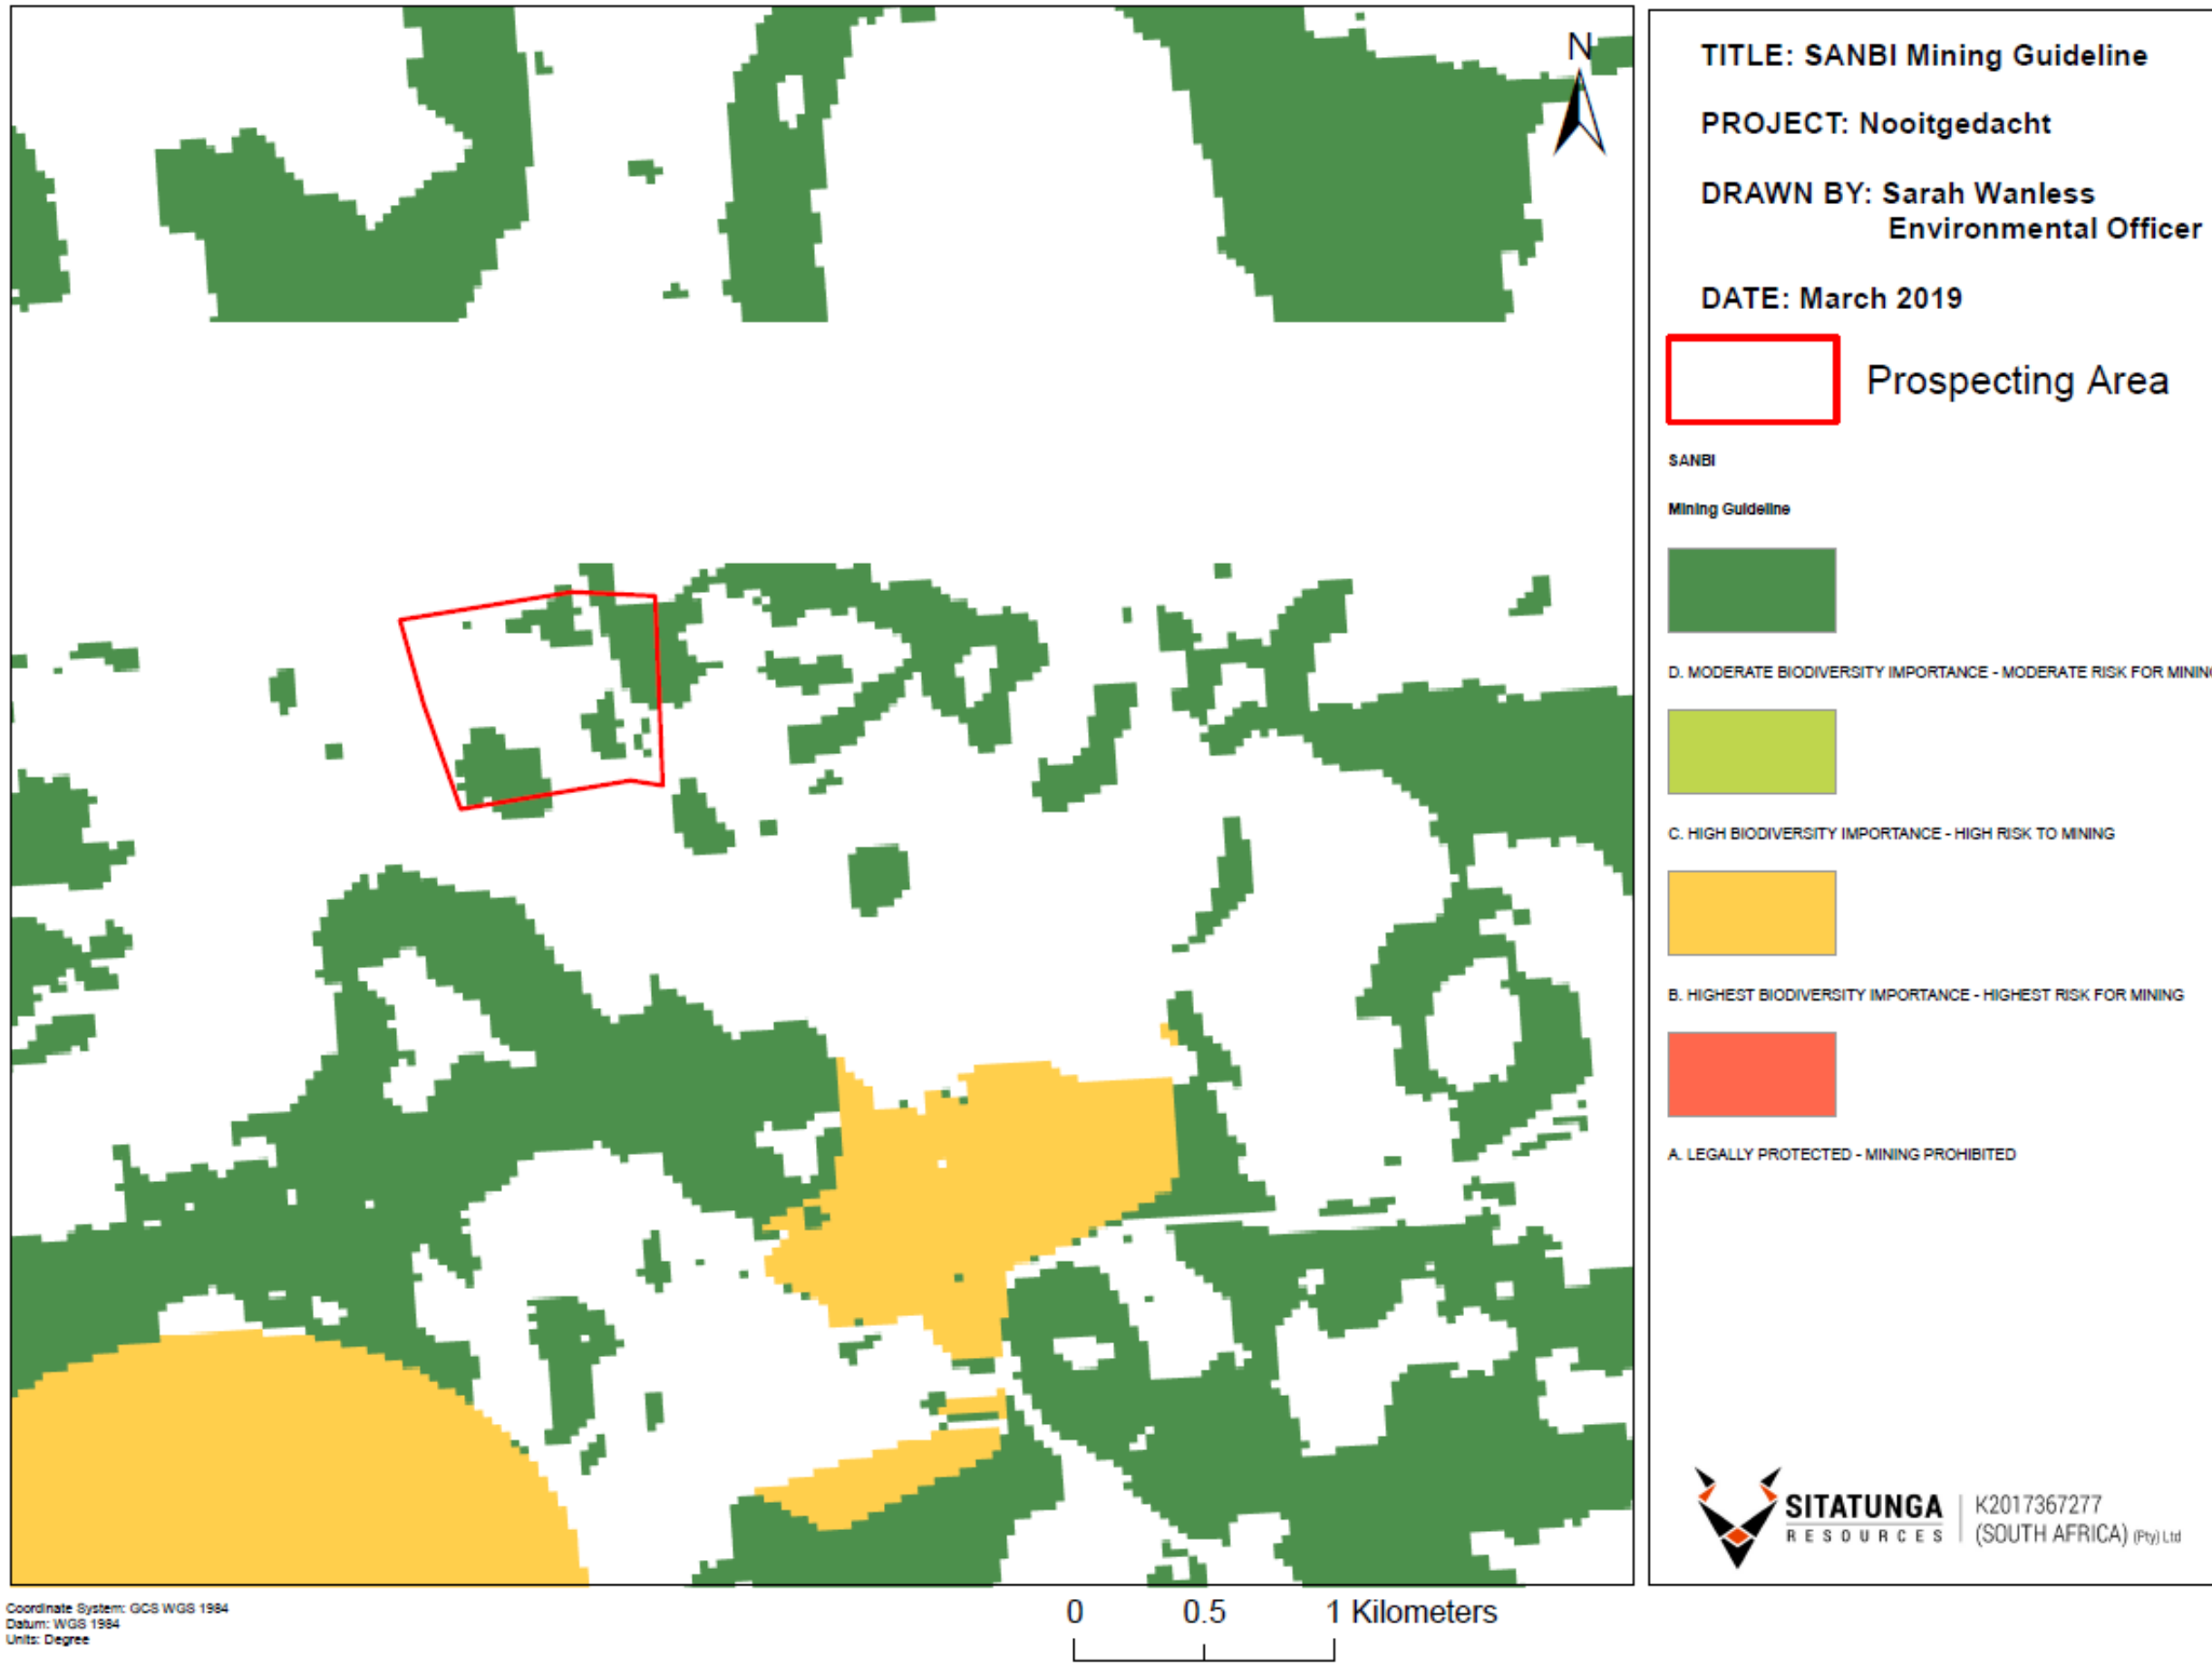 N
TITLE: SANBI Mining Guideline
PROJECT: Nooitgedacht
DRAWN BY: Sarah Wanless
Environmental Officer
DATE: March 2019
Prospecting Area
SANBI
Mining Guideline
D. MODERATE BIODIVERSITY IMPORTANCE - MODERATE RISK FOR MINING
C. HIGH BIODIVERSITY IMPORTANCE - HIGH RISK TO MINING
B. HIGHEST BIODIVERSITY IMPORTANCE - HIGHEST RISK FOR MINING
A. LEGALLY PROTECTED - MINING PROHIBITED
SITATUNGA
RESOURCES
K2017367277
(SOUTH AFRICA) (Pty) Ltd
Coordinate System: GCS WGS 1984
Datum: WGS 1984
Units: Degree
0 0.5 1 Kilometers